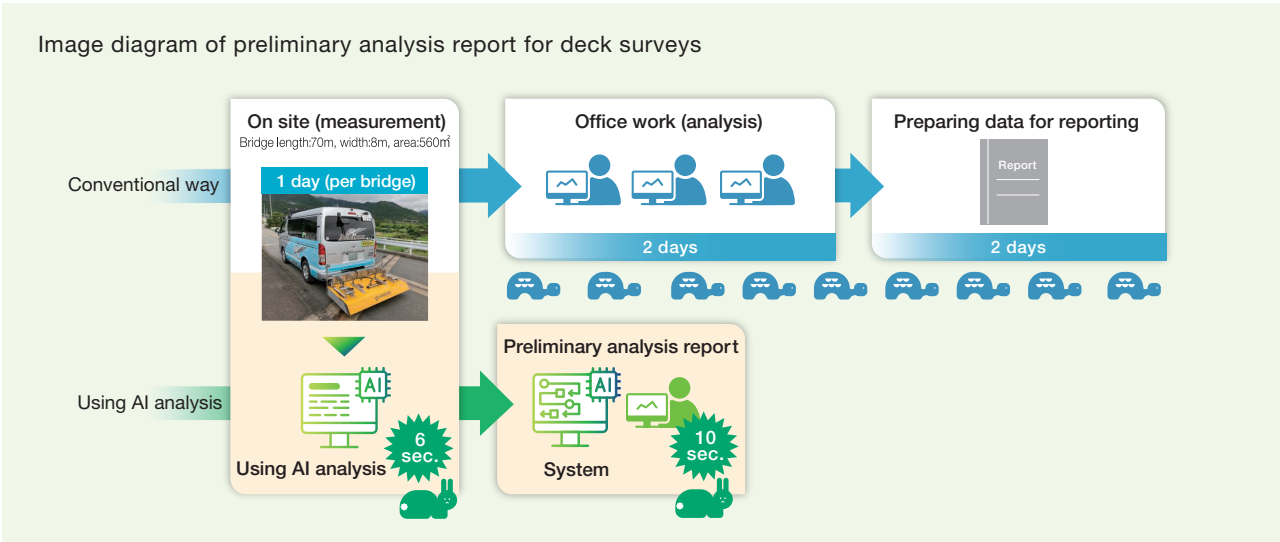 Image diagram of preliminary analysis report for deck surveys
Conventional way
On site (measurement)
Bridge length:70m, width:8m, area:560㎡
1 day (per bridge)
Office work (analysis)
2 days
Preparing data for reporting
Report
2 days
Using AI analysis
AI
6
sec.
Using AI analysis
Preliminary analysis report
AI
10
sec.
System